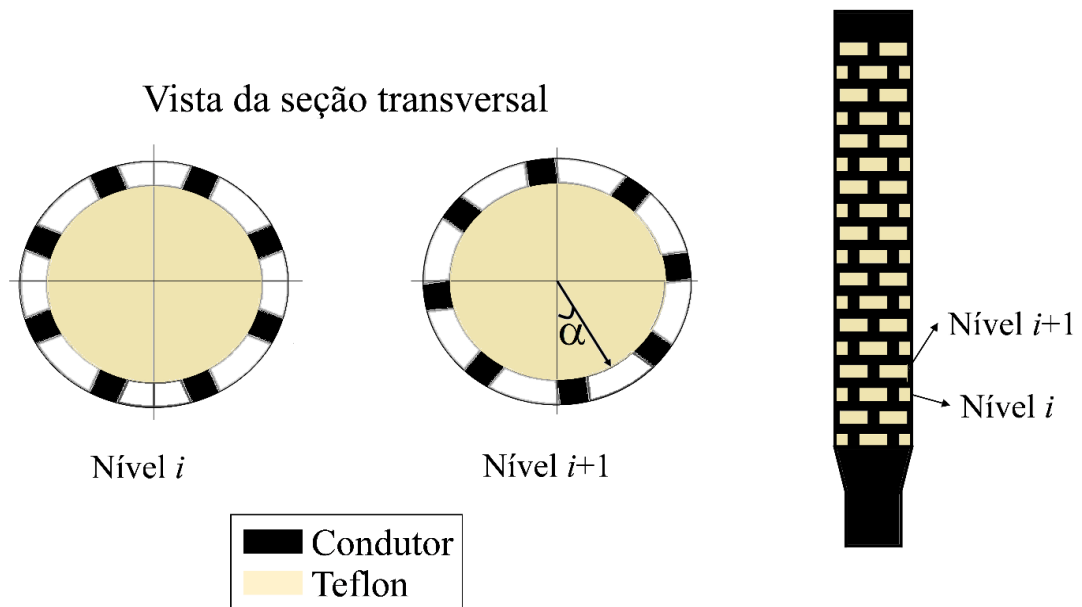 Vista da seção transversal
α
Nível i
Nível i+1
Nível i+1
Nível i
Condutor
Teflon